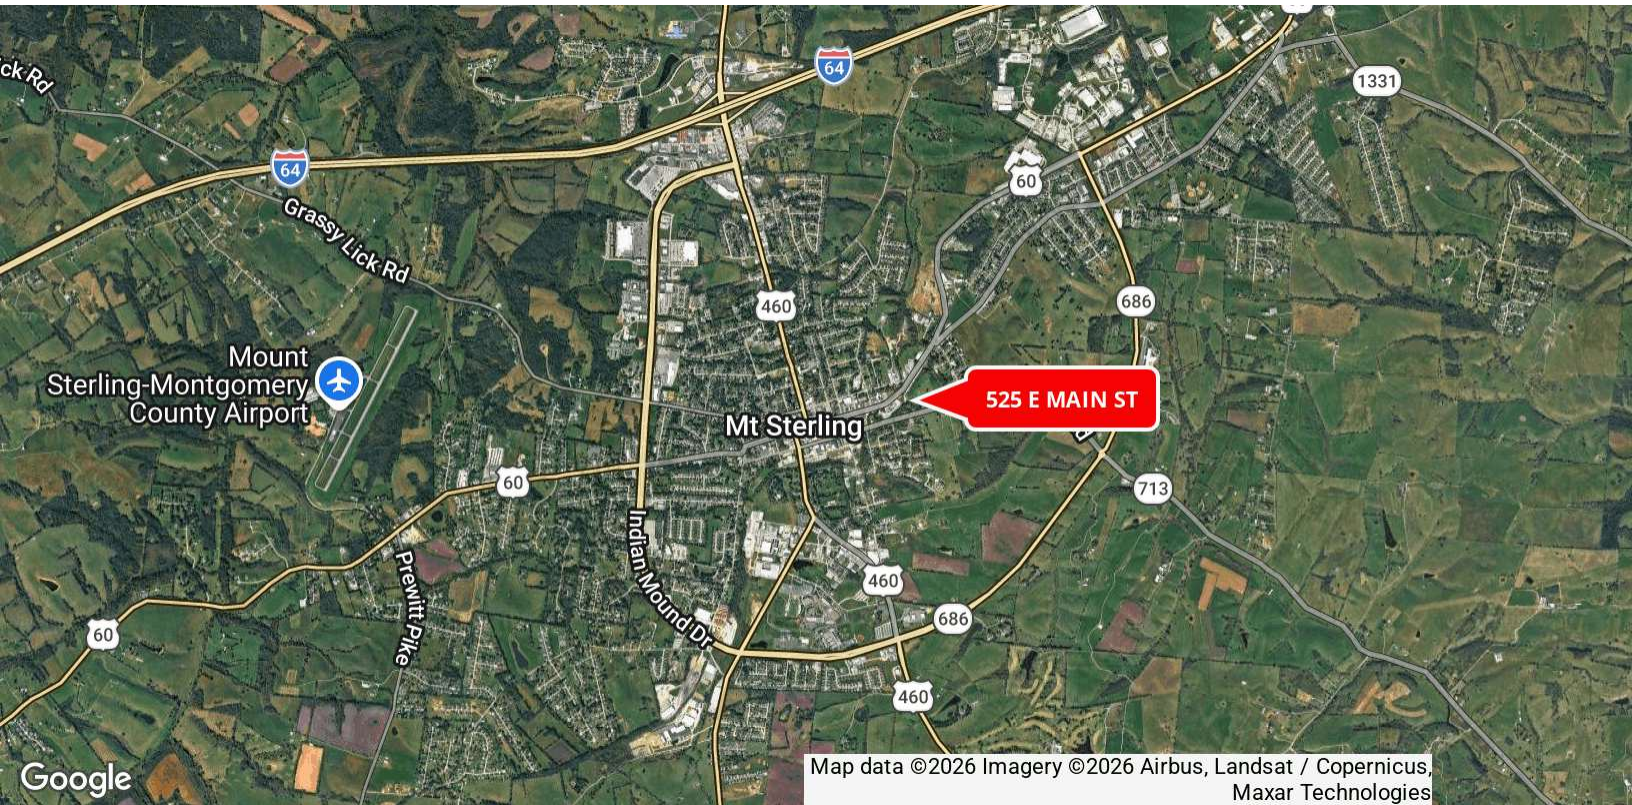 ck Rd
64
1331
64
60
Grassy Lick Rd
460
686
Mount
Sterling-Montgomery
County Airport
525 E MAIN ST
Mt Sterling
60
713
Indian Mound Dr
Prewitt Pike
460
686
60
460
Google
Map data ©2026 Imagery ©2026 Airbus, Landsat / Copernicus,
Maxar Technologies